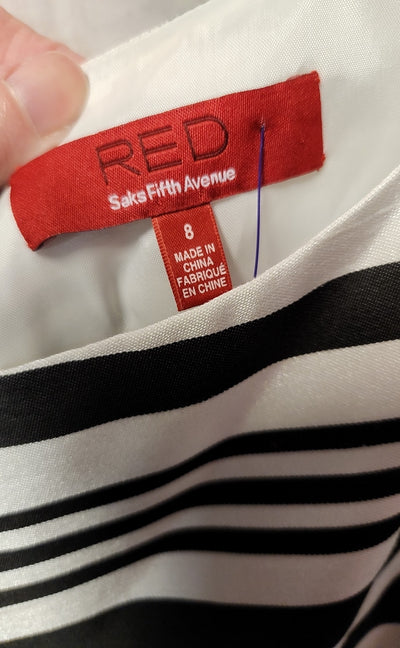 RED
Saks Fifth Avenue
8
MADE IN
CHINA
FABRIQUÉ
EN CHINE